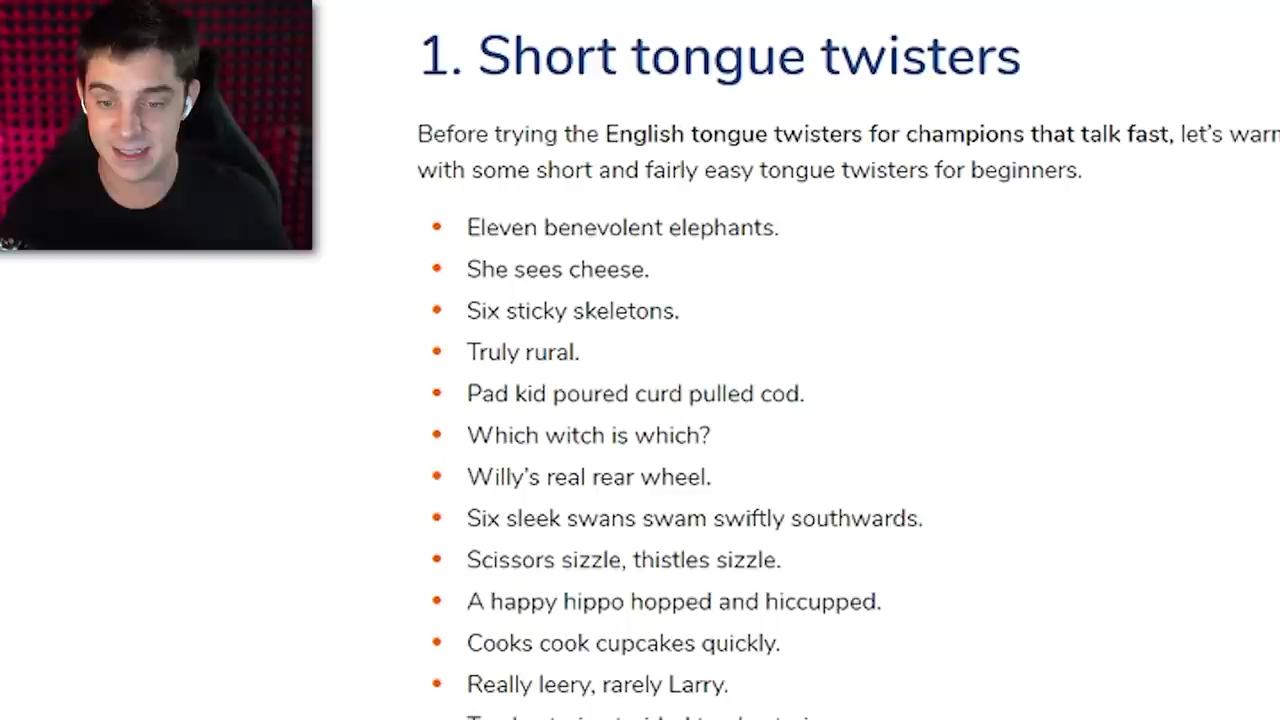 1. Short tongue twisters
Before trying the English tongue twisters for champions that talk fast, let's
with some short and fairly easy tongue twisters for beginners.
Eleven benevolent elephants.
She sees cheese.
Six sticky skeletons.
Truly rural.
Pad kid poured curd pulled cod.
Which witch is which?
Willy's real rear wheel.
Six sleek swans swam swiftly southwards.
Scissors sizzle, thistles sizzle.
A happy hippo hopped and hiccupped.
Cooks cook cupcakes quickly.
Really leery, rarely Larry.